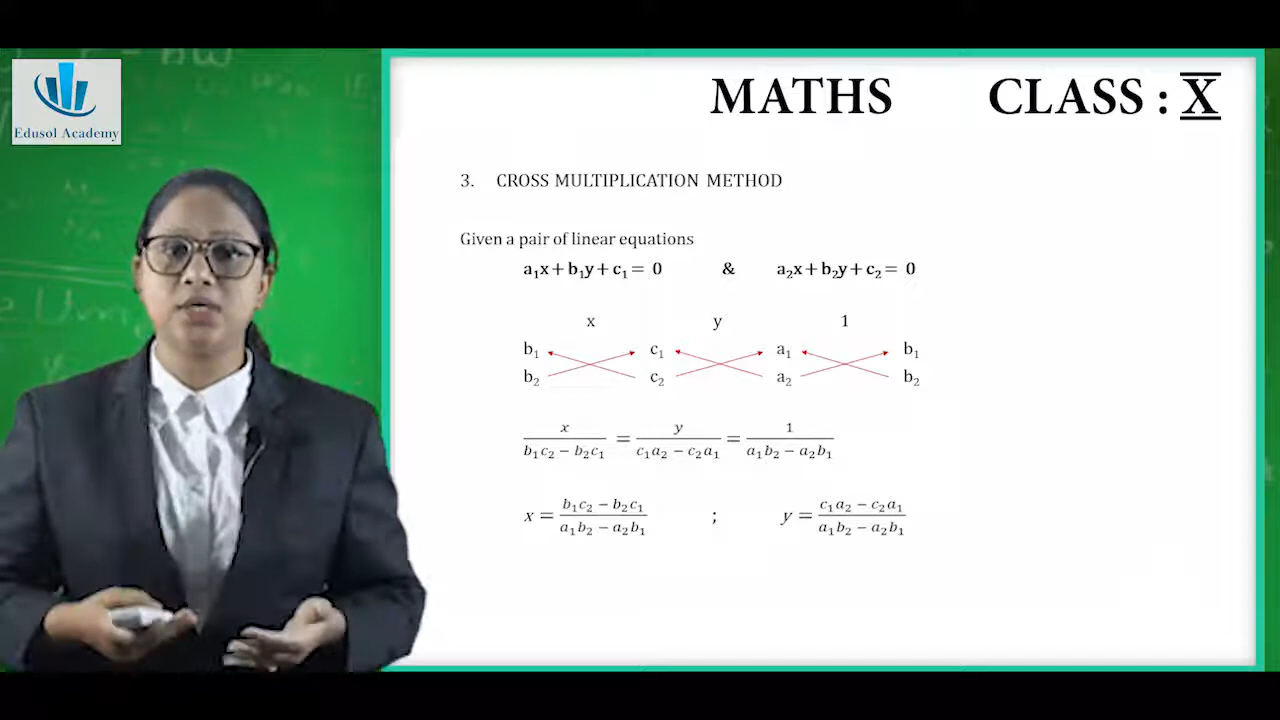 Edusol Academy
MATHS CLASS : X
3. CROSS MULTIPLICATION METHOD
Given a pair of linear equations
a₁x+b₁y+c₁= 0 & a₂x+b₂y+c₂= 0
x y 1
b₁ c₁ a₁ b₁
b₂ c₂ a₂ b₂
x/(b₁c₂ − b₂c₁) = y/(c₁a₂ − c₂a₁) = 1/(a₁b₂ − a₂b₁)
x = (b₁c₂ − b₂c₁)/(a₁b₂ − a₂b₁) ; y = (c₁a₂ − c₂a₁)/(a₁b₂ − a₂b₁)